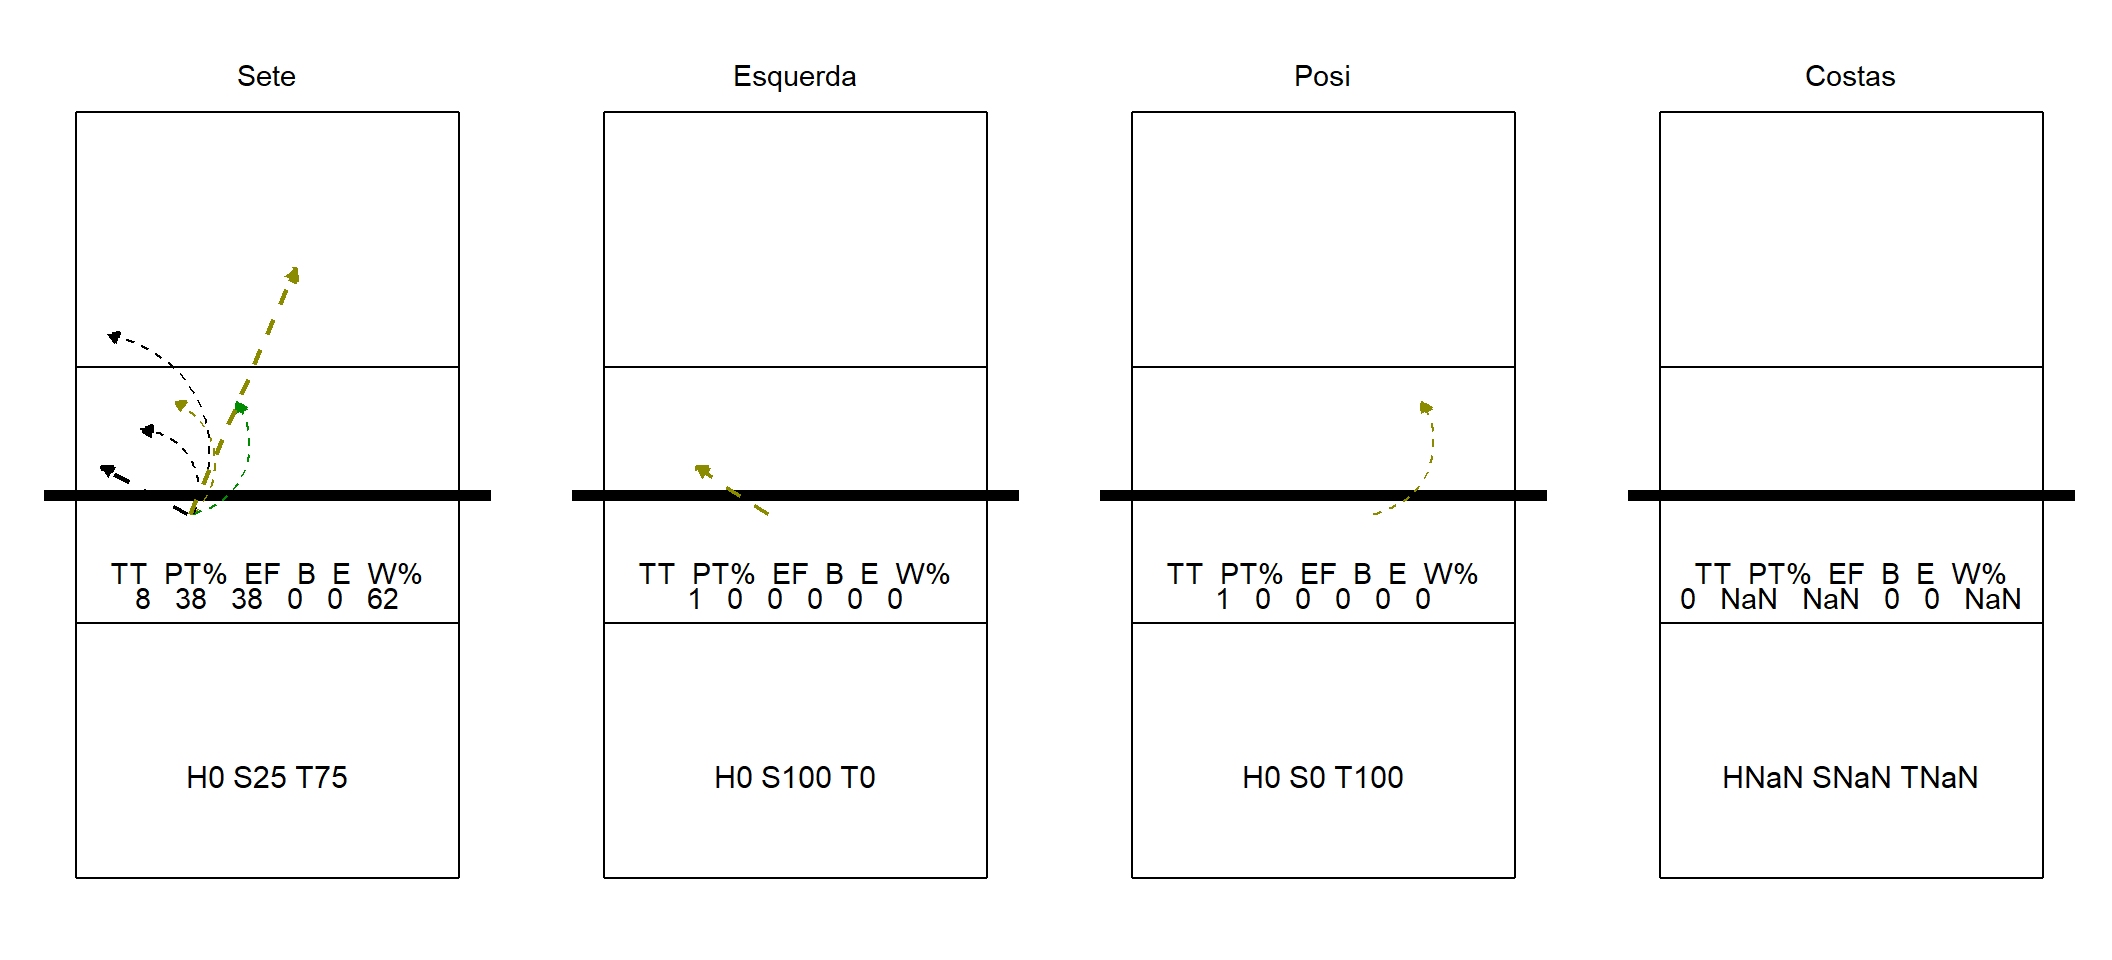 Sete
TT PT% EF B E W%
8 38 38 0 0 62
H0 S25 T75
Esquerda
TT PT% EF B E W%
1 0 0 0 0 0
H0 S100 T0
Posi
TT PT% EF B E W%
1 0 0 0 0 0
H0 S0 T100
Costas
TT PT% EF B E W%
0 NaN NaN 0 0 NaN
HNaN SNaN TNaN